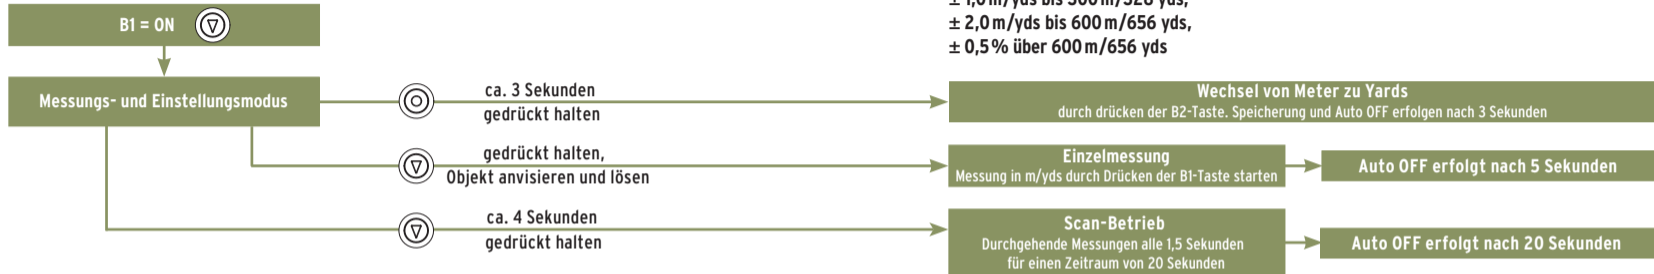 ± 2,0 m/yds bis 600 m/656 yds,
± 0,5 % über 600 m/656 yds
B1 = ON
Messungs- und Einstellungsmodus
ca. 3 Sekunden
gedrückt halten
Wechsel von Meter zu Yards
durch drücken der B2-Taste. Speicherung und Auto OFF erfolgen nach 3 Sekunden
gedrückt halten,
Objekt anvisieren und lösen
Einzelmessung
Messung in m/yds durch Drücken der B1-Taste starten
Auto OFF erfolgt nach 5 Sekunden
ca. 4 Sekunden
gedrückt halten
Scan-Betrieb
Durchgehende Messungen alle 1,5 Sekunden
für einen Zeitraum von 20 Sekunden
Auto OFF erfolgt nach 20 Sekunden